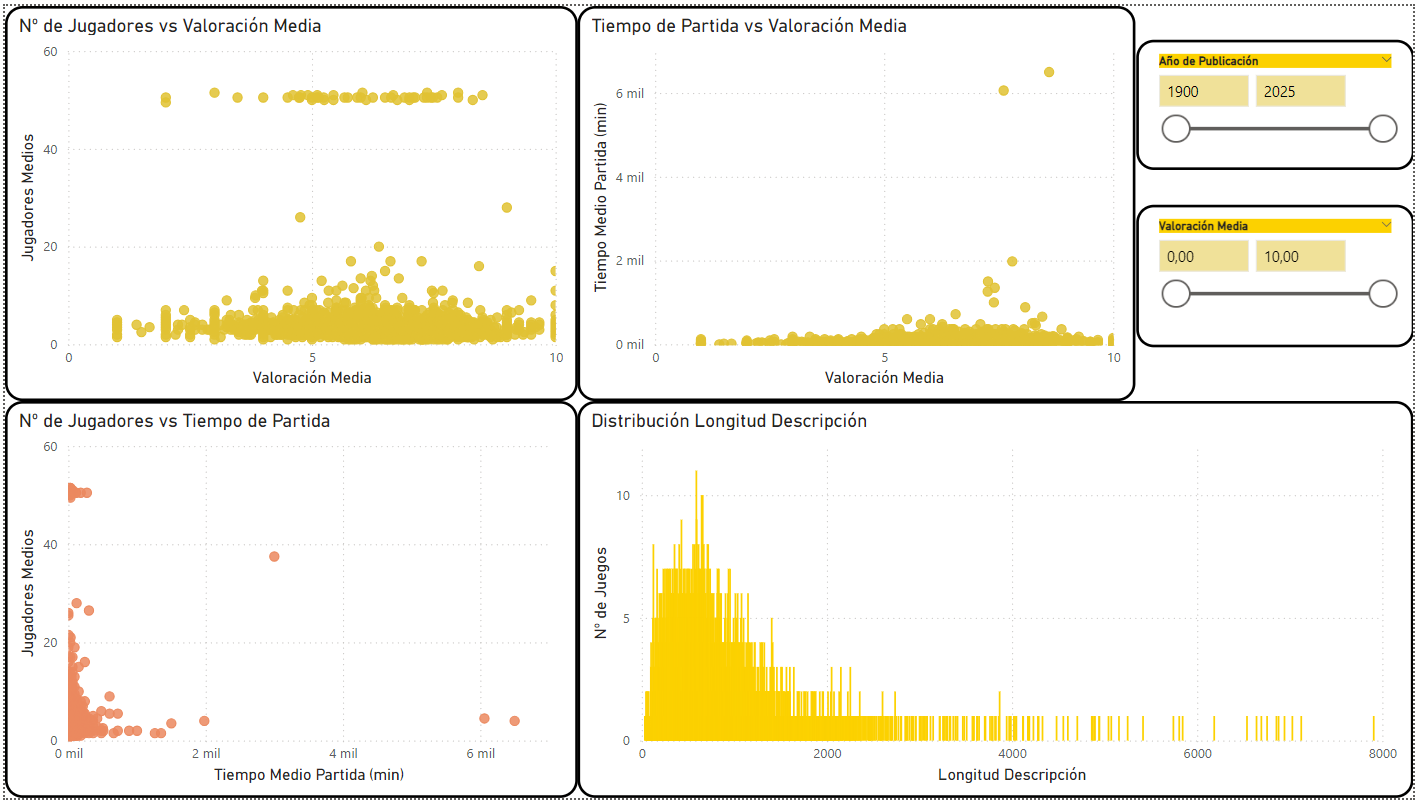 Nº de Jugadores vs Valoración Media
60
40
20
0
0
5
10
Jugadores Medios
Valoración Media
Tiempo de Partida vs Valoración Media
6 mil
4 mil
2 mil
0 mil
0
5
10
Tiempo Medio Partida (min)
Valoración Media
Año de Publicación
1900
2025
Valoración Media
0,00
10,00
Nº de Jugadores vs Tiempo de Partida
60
40
20
0
0 mil
2 mil
4 mil
6 mil
Jugadores Medios
Tiempo Medio Partida (min)
Distribución Longitud Descripción
10
5
0
0
2000
4000
6000
8000
Nº de Juegos
Longitud Descripción